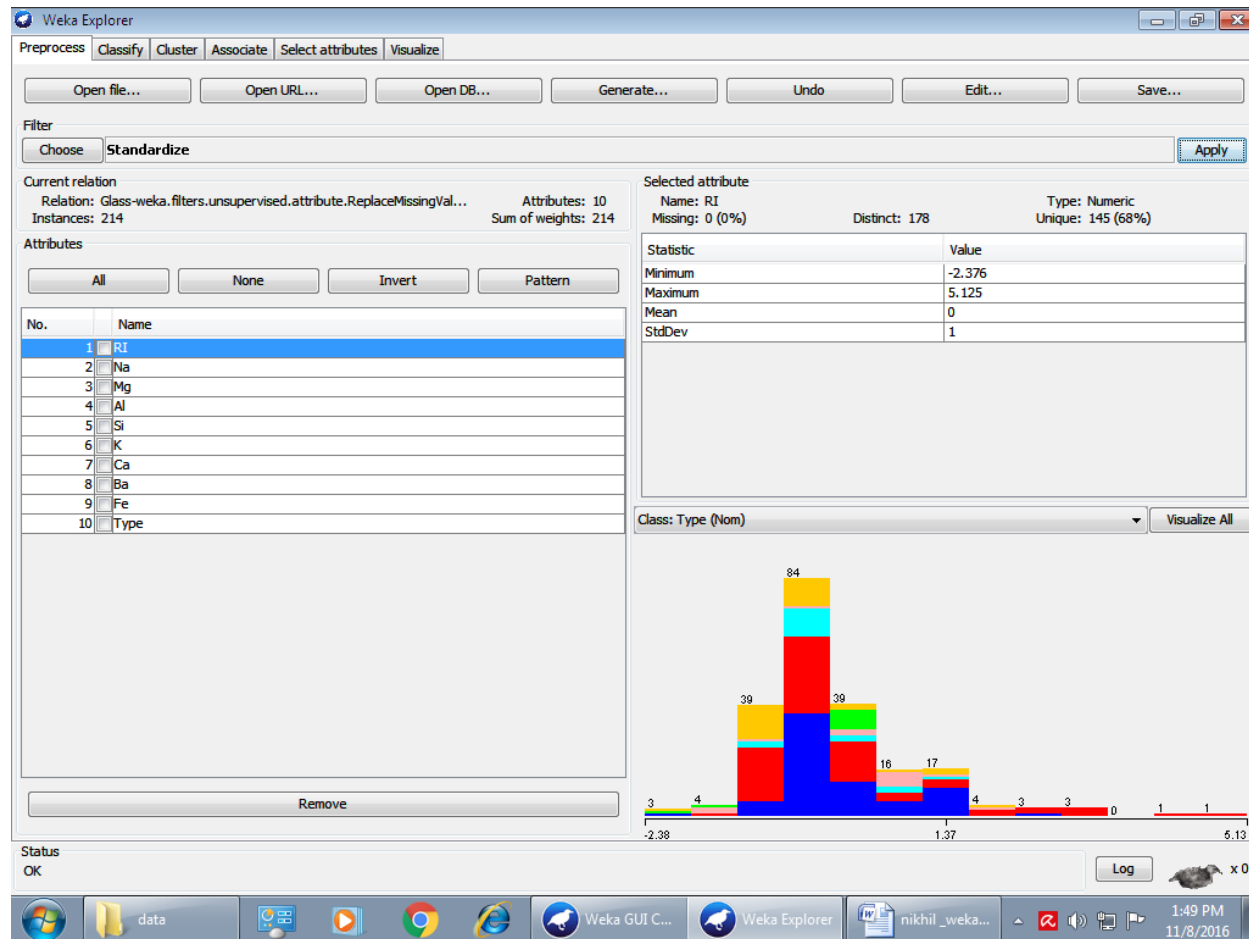 Weka Explorer
Preprocess Classify Cluster Associate Select attributes Visualize
Open file... Open URL... Open DB... Generate... Undo Edit... Save...
Filter
Choose Standardize Apply
Current relation
Relation: Glass-weka.filters.unsupervised.attribute.ReplaceMissingVal... Attributes: 10
Instances: 214 Sum of weights: 214
Attributes
All None Invert Pattern
No. Name
1 RI
2 Na
3 Mg
4 Al
5 Si
6 K
7 Ca
8 Ba
9 Fe
10 Type
Remove
Selected attribute
Name: RI Type: Numeric
Missing: 0 (0%) Distinct: 178 Unique: 145 (68%)
Statistic Value
Minimum -2.376
Maximum 5.125
Mean 0
StdDev 1
Class: Type (Nom) Visualize All
84
39 39
16 17
3 4 4 3 3 0 1 1
-2.38 1.37 5.13
Status
OK
Log x 0
data Weka GUI C... Weka Explorer nikhil _weka... 1:49 PM
11/8/2016